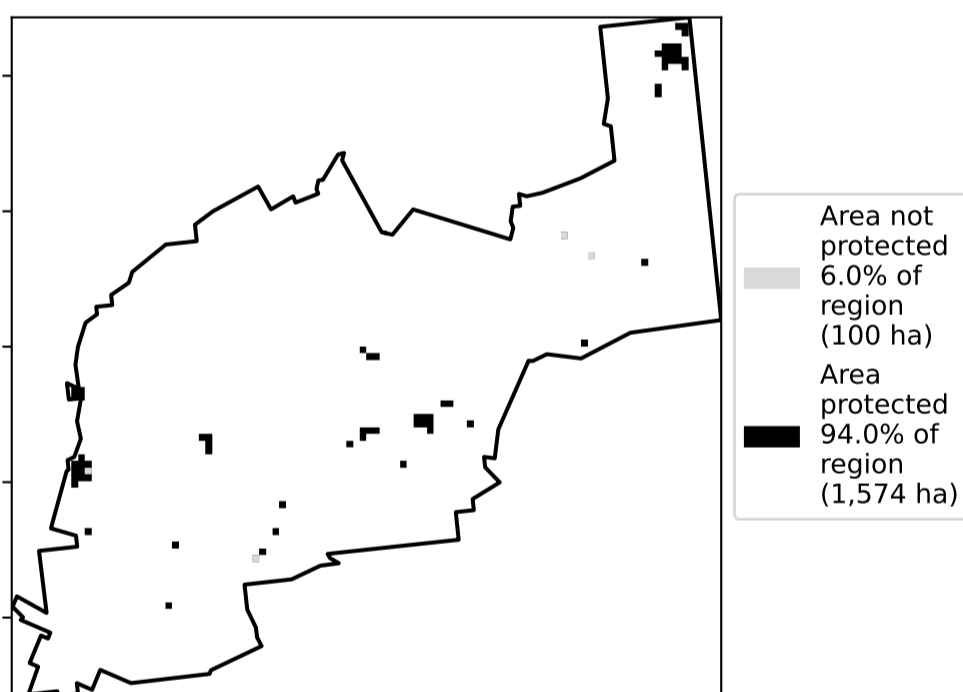 Area not
protected
6.0% of
region
(100 ha)
Area
protected
94.0% of
region
(1,574 ha)